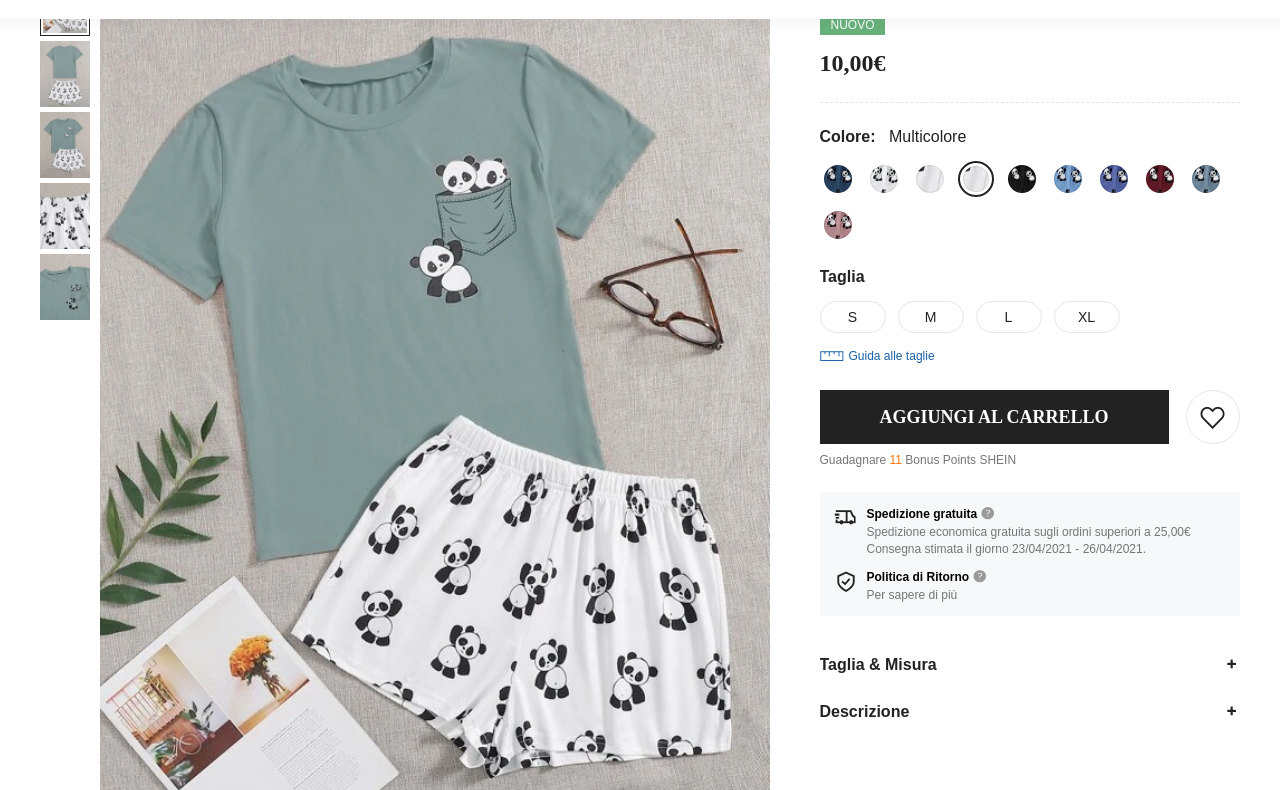 NUOVO
10,00€
Colore: Multicolore
Taglia
S M L XL
Guida alle taglie
AGGIUNGI AL CARRELLO
Guadagnare 11 Bonus Points SHEIN
Spedizione gratuita ?
Spedizione economica gratuita sugli ordini superiori a 25,00€
Consegna stimata il giorno 23/04/2021 - 26/04/2021.
Politica di Ritorno ?
Per sapere di più
Taglia & Misura +
Descrizione +